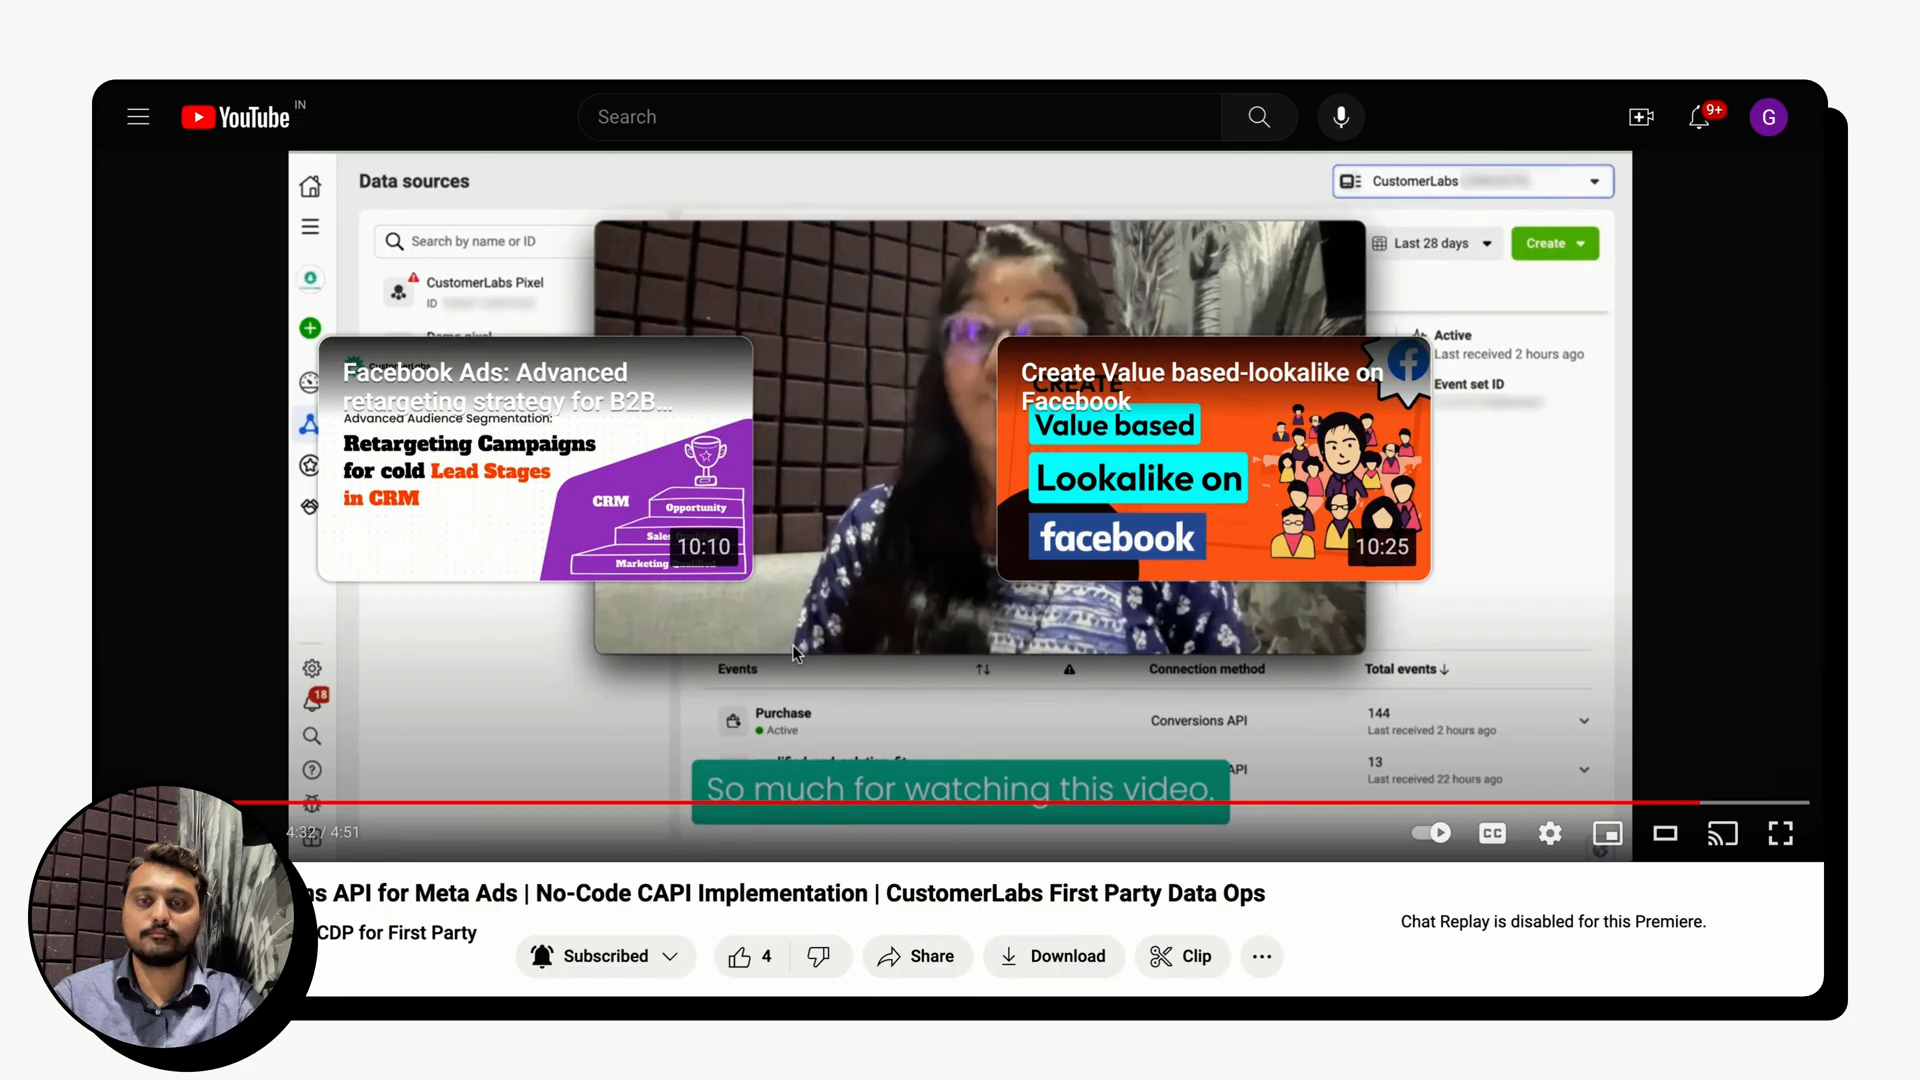 YouTube
IN
Search
9+
G
Data sources
CustomerLabs
Search by name or ID
Last 28 days
Create
CustomerLabs Pixel
ID
Active
Last received 2 hours ago
Event set ID
Facebook Ads: Advanced
retargeting strategy for B2B...
Advanced Audience Segmentation:
Retargeting Campaigns
for cold Lead Stages
in CRM
CRM
Opportunity
Marketing
10:10
Create Value based-lookalike on
Facebook
CREATE
Value based
Lookalike on
facebook
10:25
18
Events
Connection method
Total events
Purchase
Active
Conversions API
144
Last received 2 hours ago
API
13
Last received 22 hours ago
So much for watching this video.
4:32 / 4:51
CC
ns API for Meta Ads | No-Code CAPI Implementation | CustomerLabs First Party Data Ops
CDP for First Party
Chat Replay is disabled for this Premiere.
Subscribed
4
Share
Download
Clip